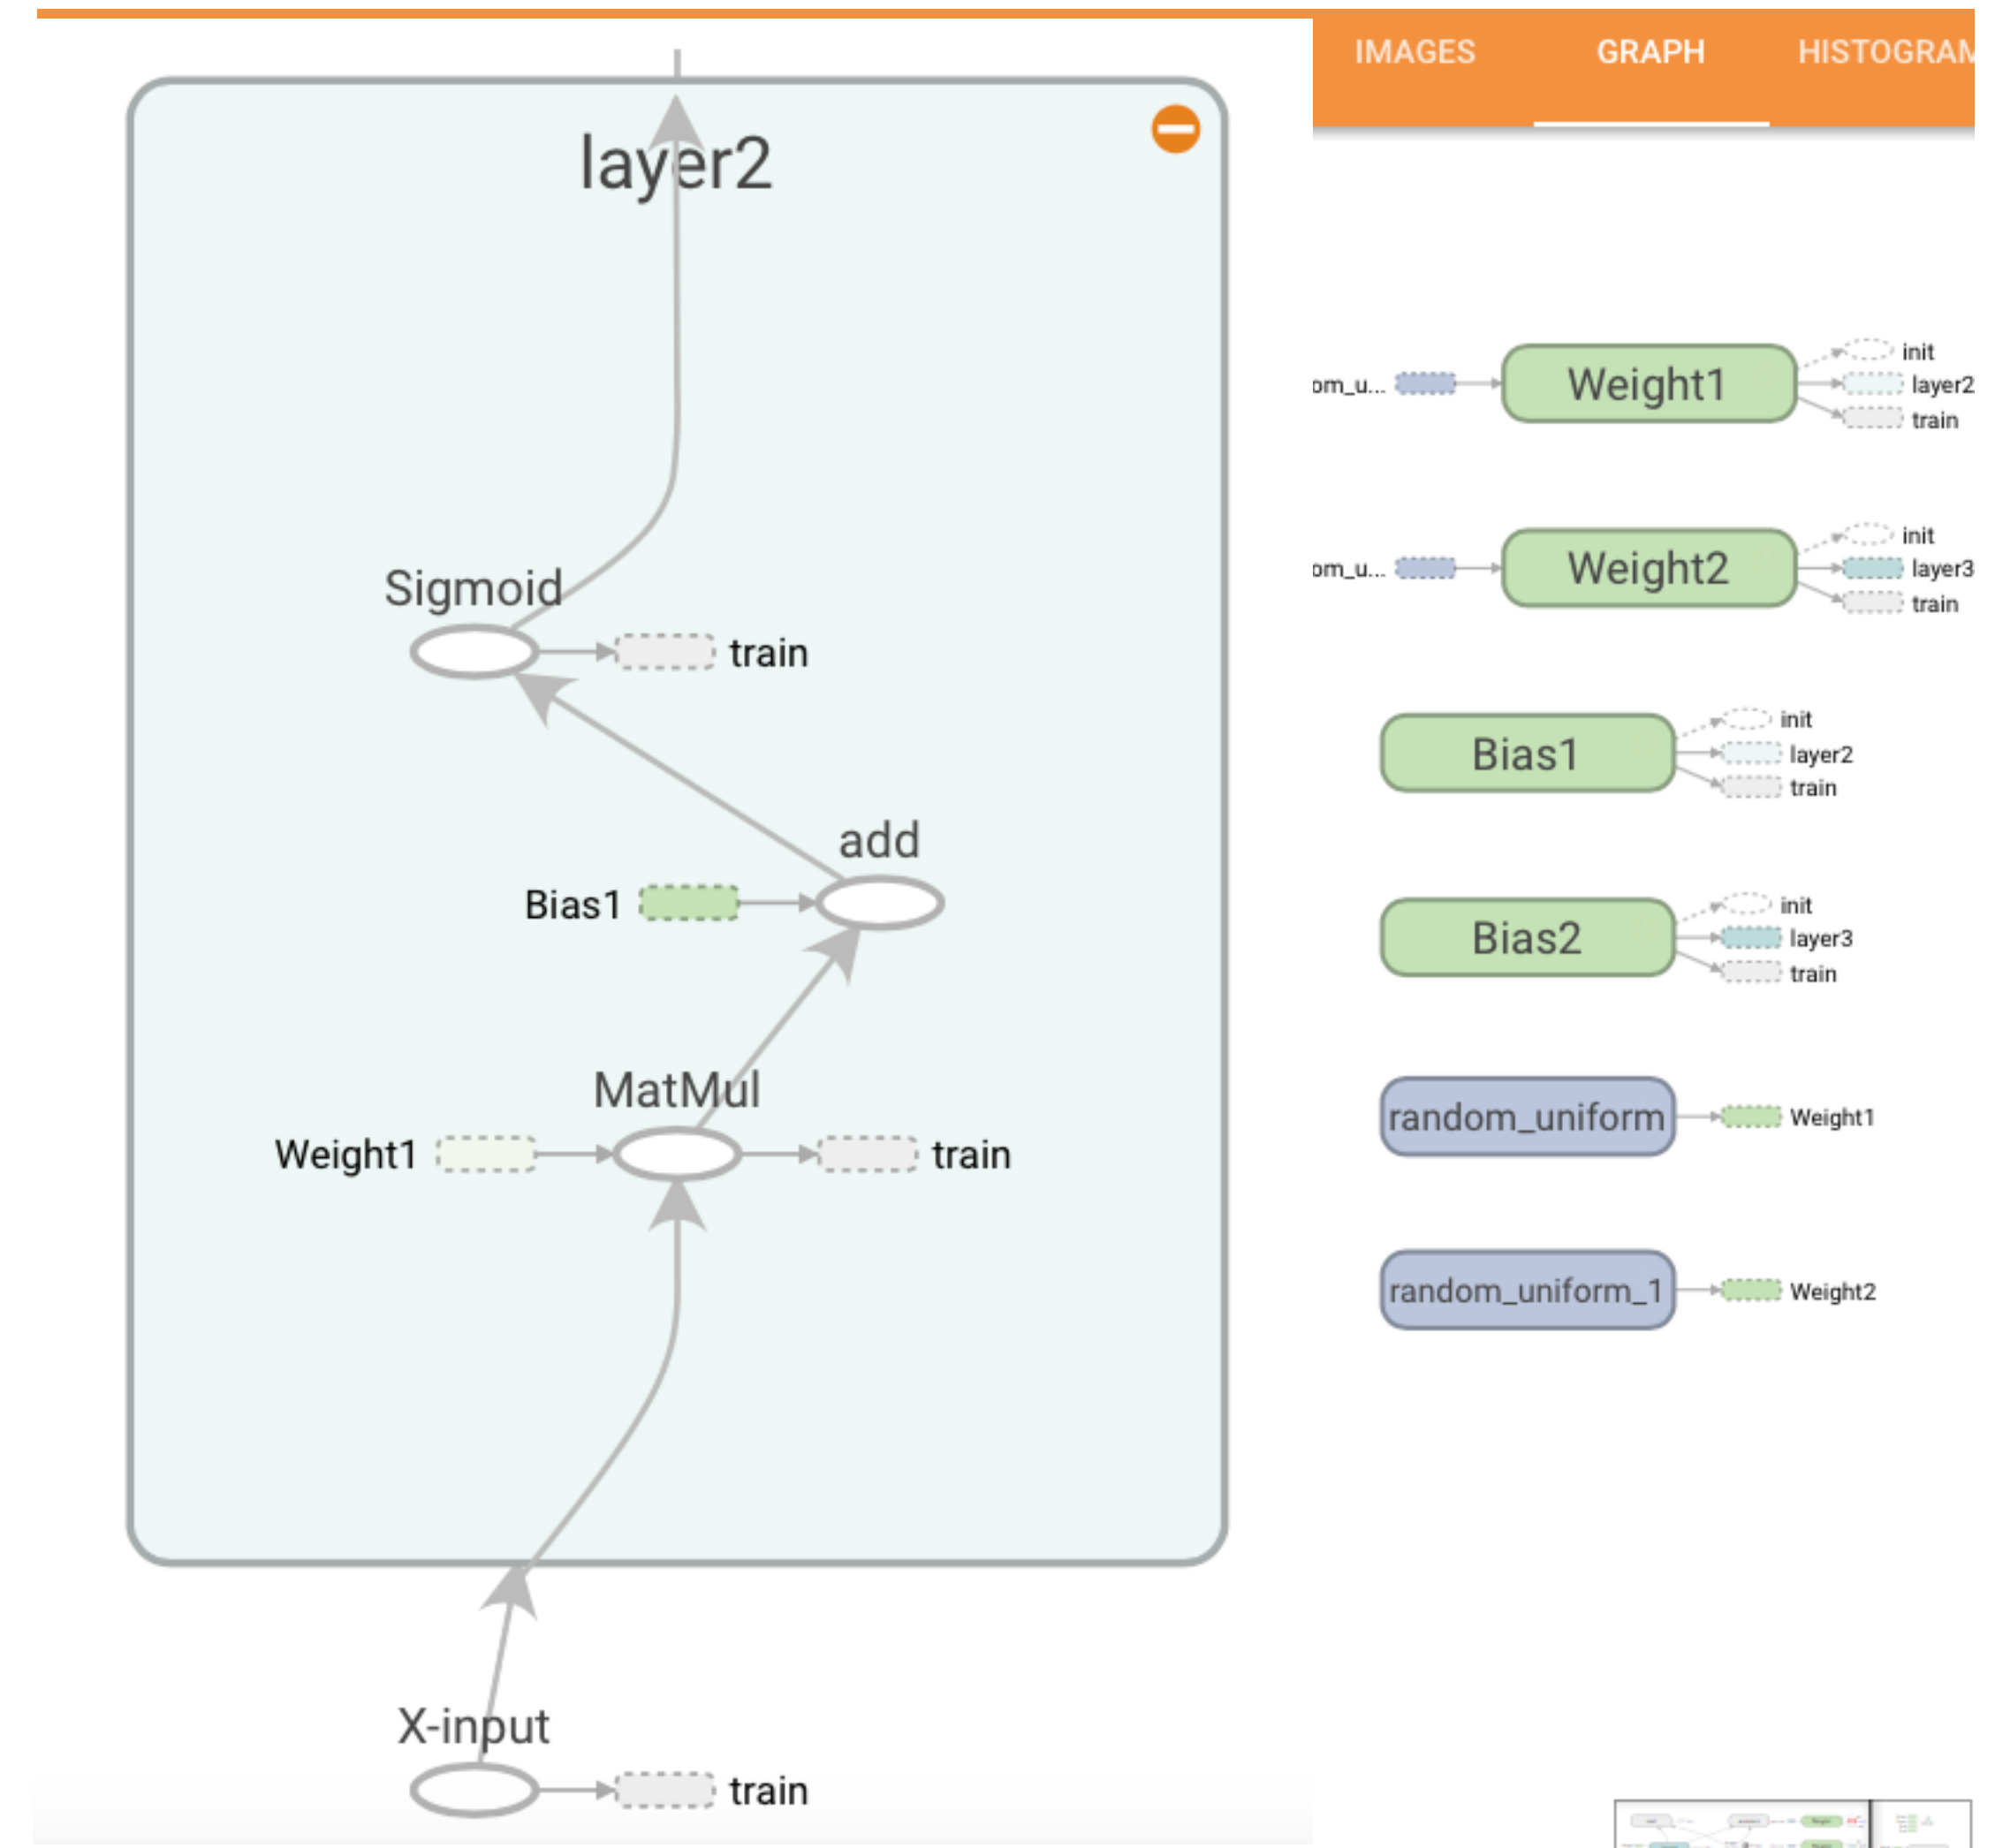 IMAGES GRAPH HISTOGRAM
layer2
Sigmoid
train
add
Bias1
MatMul
Weight1
train
X-input
train
om_u...
Weight1
init
layer2
train
om_u...
Weight2
init
layer3
train
Bias1
init
layer2
train
Bias2
init
layer3
train
random_uniform
Weight1
random_uniform_1
Weight2